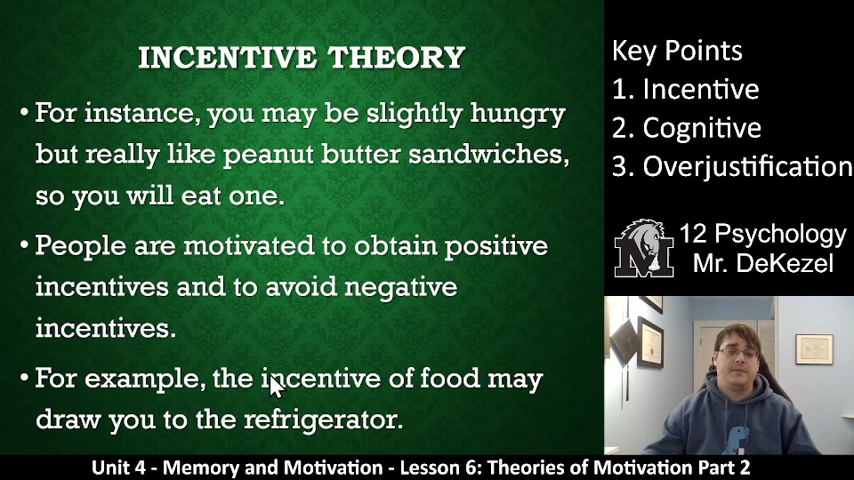 INCENTIVE THEORY
• For instance, you may be slightly hungry
but really like peanut butter sandwiches,
so you will eat one.
• People are motivated to obtain positive
incentives and to avoid negative
incentives.
• For example, the incentive of food may
draw you to the refrigerator.
Key Points
1. Incentive
2. Cognitive
3. Overjustification
M
12 Psychology
Mr. DeKezel
Unit 4 - Memory and Motivation - Lesson 6: Theories of Motivation Part 2